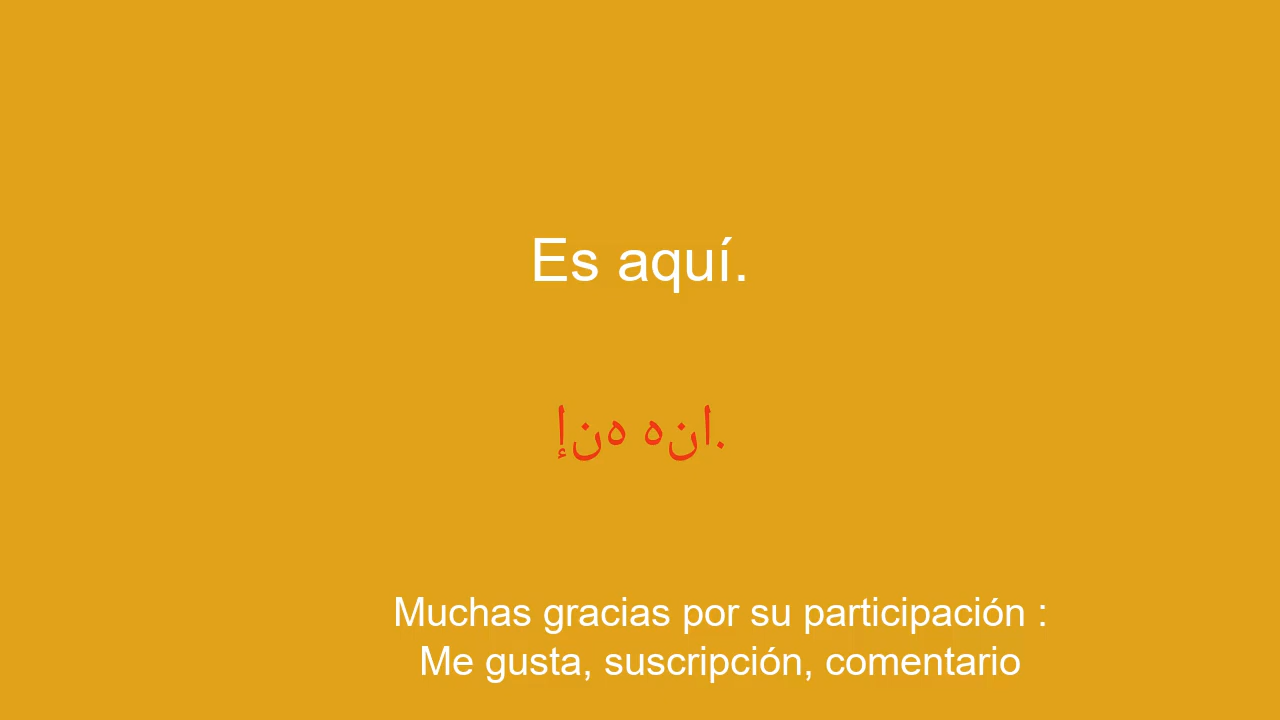 Es aquí.
إنه هنا.
Muchas gracias por su participación :
Me gusta, suscripción, comentario